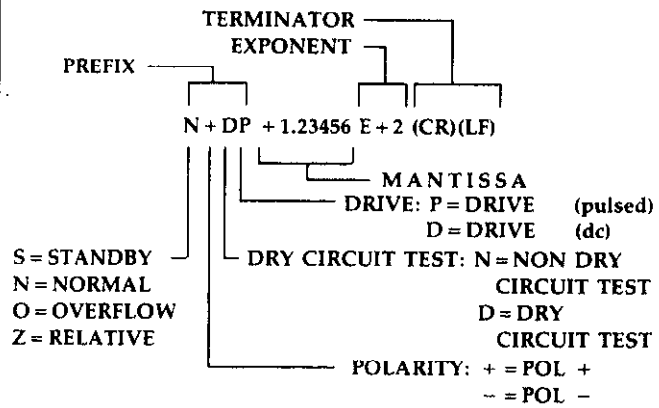 TERMINATOR
EXPONENT
PREFIX
N + DP + 1.23456 E + 2 (CR)(LF)
MANTISSA
DRIVE: P = DRIVE (pulsed)
D = DRIVE (dc)
S = STANDBY
DRY CIRCUIT TEST: N = NON DRY
N = NORMAL
CIRCUIT TEST
O = OVERFLOW
D = DRY
Z = RELATIVE
CIRCUIT TEST
POLARITY: + = POL +
− = POL −